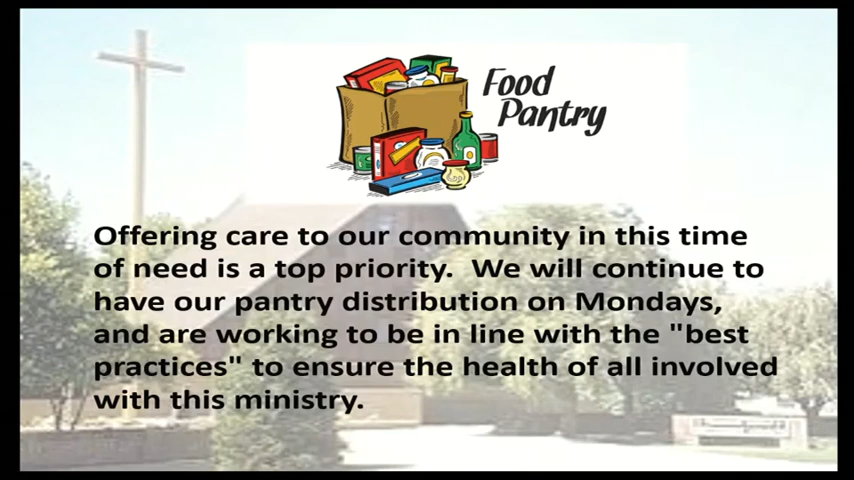 Food
Pantry
Offering care to our community in this time
of need is a top priority.  We will continue to
have our pantry distribution on Mondays,
and are working to be in line with the "best
practices" to ensure the health of all involved
with this ministry.